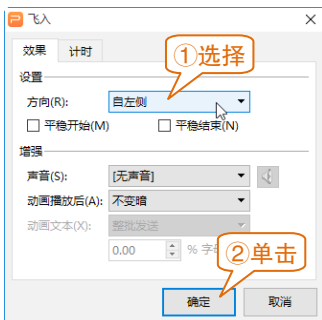 飞入
效果 计时
①选择
设置
方向(R): 自左侧
平稳开始(M) 平稳结束(N)
增强
声音(S): [无声音]
动画播放后(A): 不变暗
动画文本(X): 整批发送
0.00 % 字
②单击
确定 取消